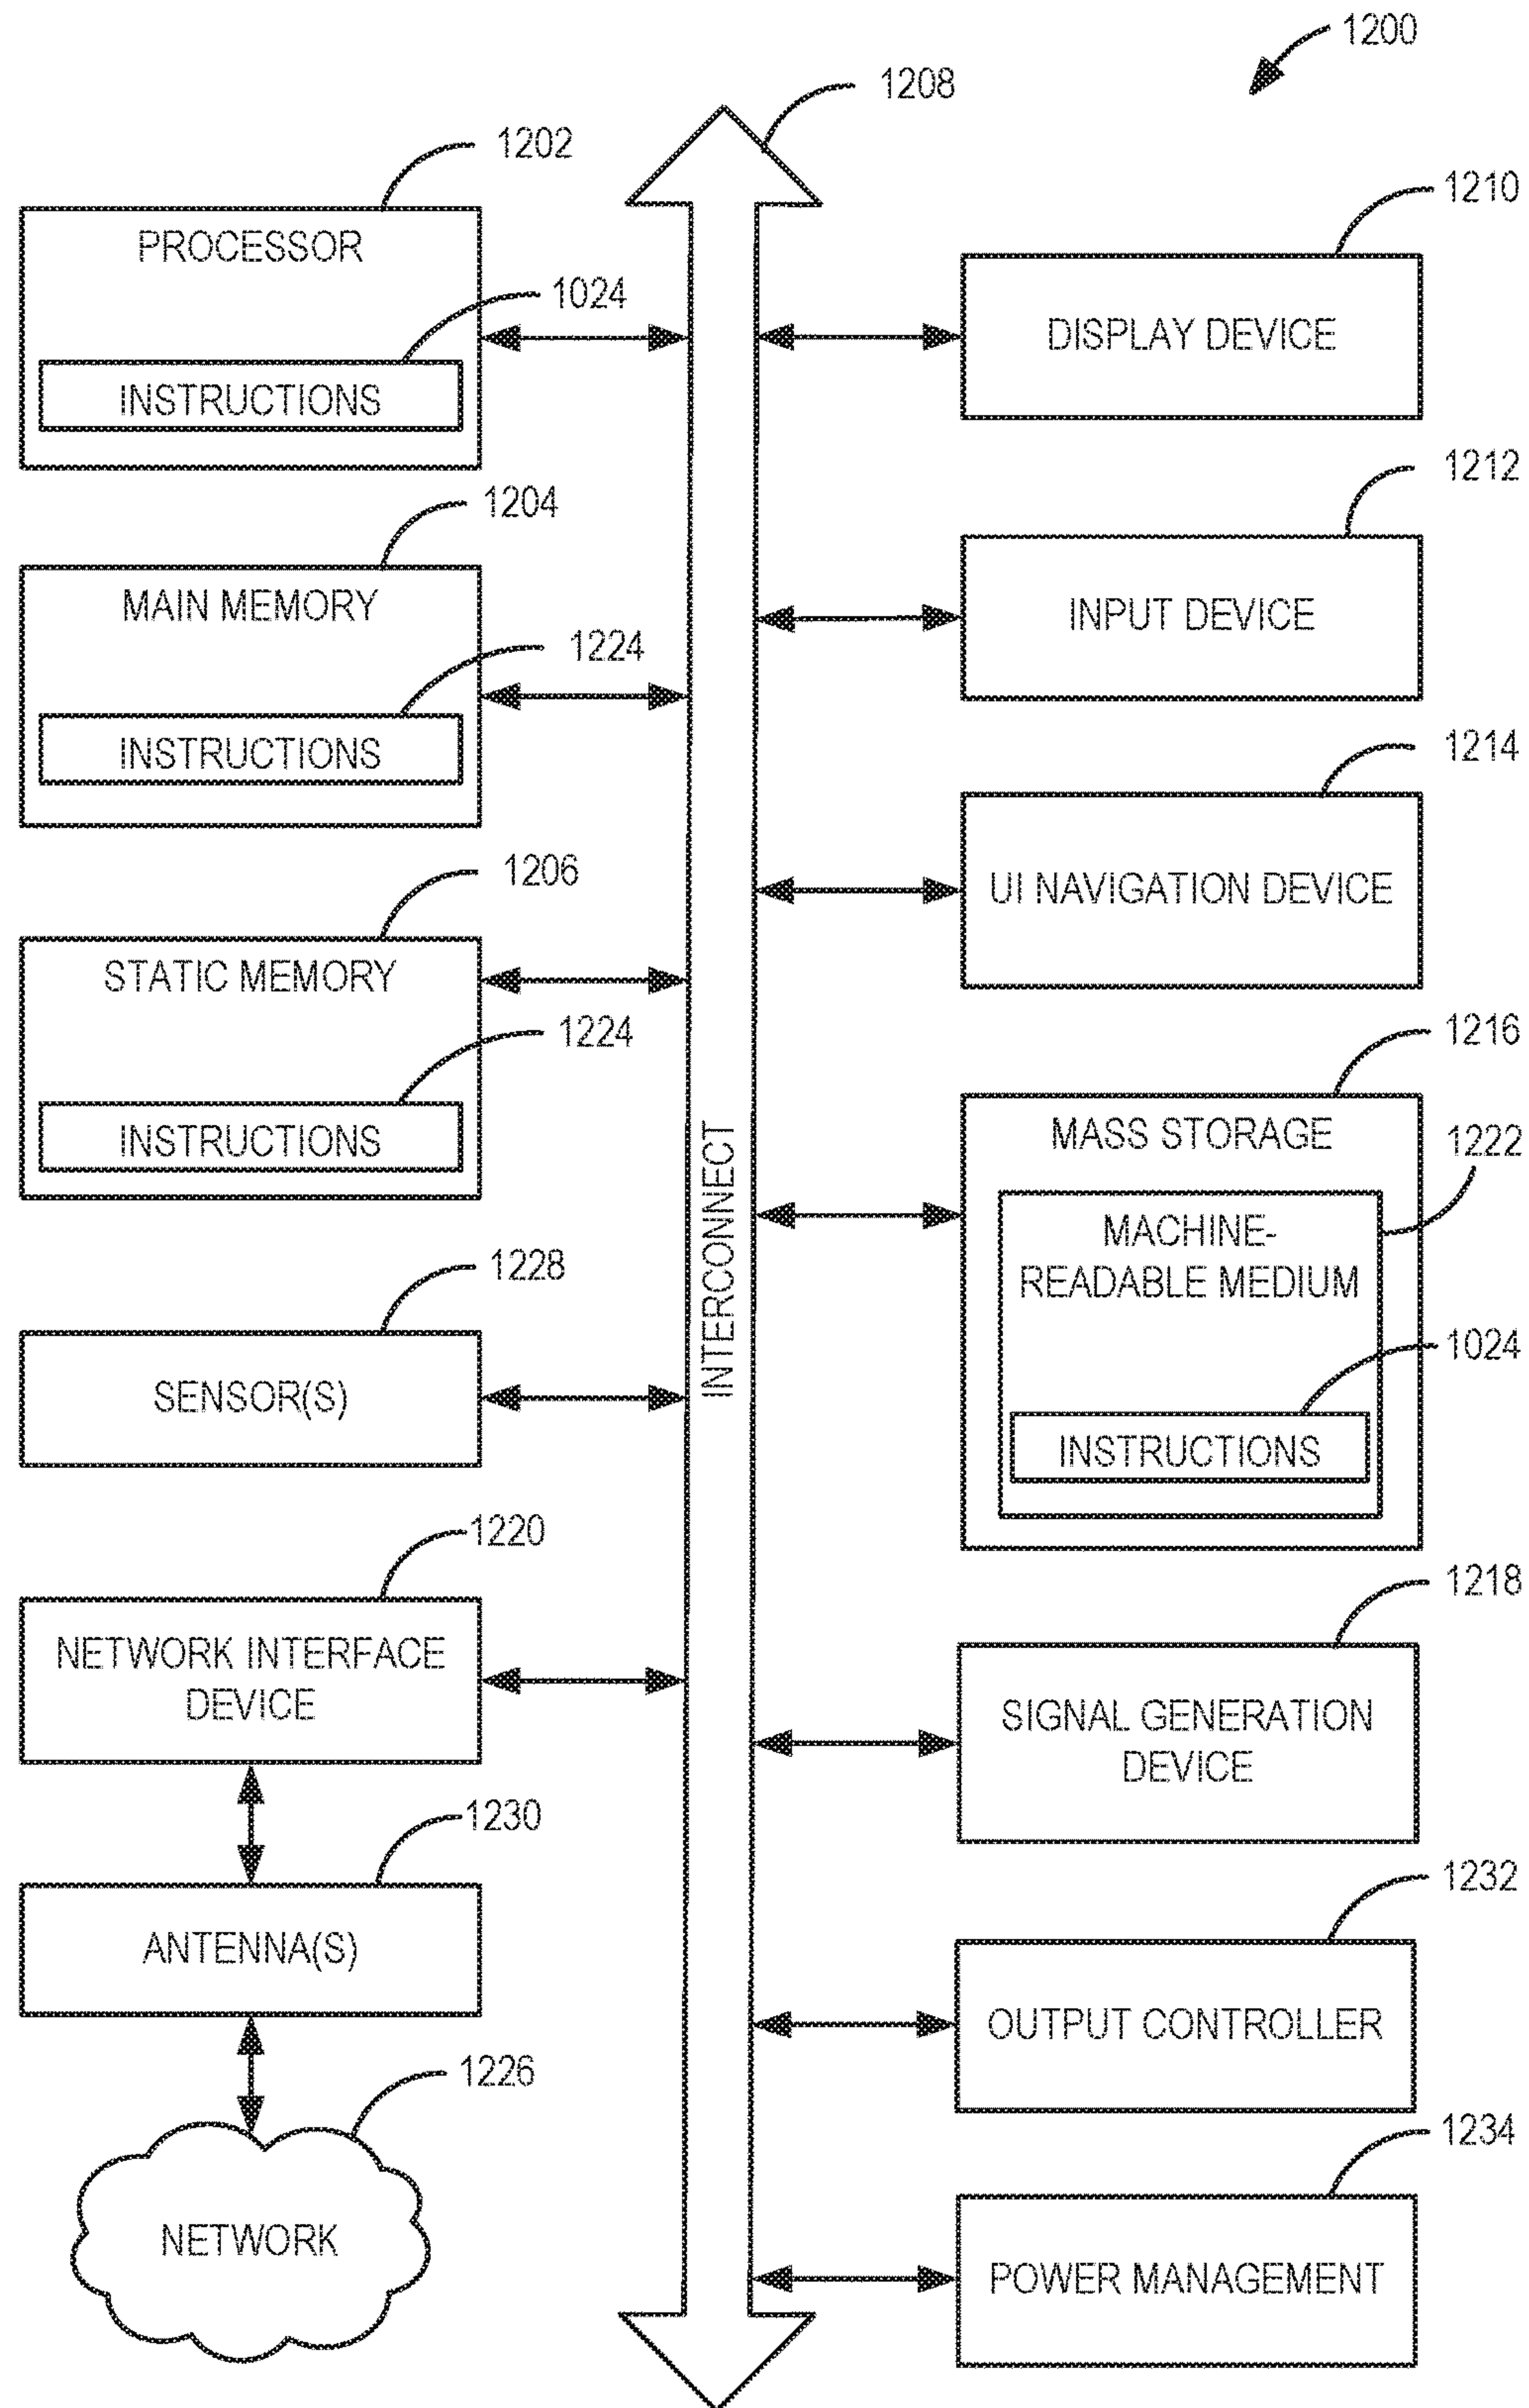 1200
1208
1202
PROCESSOR
1024
INSTRUCTIONS
1204
MAIN MEMORY
1224
INSTRUCTIONS
1206
STATIC MEMORY
1224
INSTRUCTIONS
1228
SENSOR(S)
1220
NETWORK INTERFACE
DEVICE
1230
ANTENNA(S)
1226
NETWORK
INTERCONNECT
1210
DISPLAY DEVICE
1212
INPUT DEVICE
1214
UI NAVIGATION DEVICE
1216
MASS STORAGE
1222
MACHINE-
READABLE MEDIUM
1024
INSTRUCTIONS
1218
SIGNAL GENERATION
DEVICE
1232
OUTPUT CONTROLLER
1234
POWER MANAGEMENT